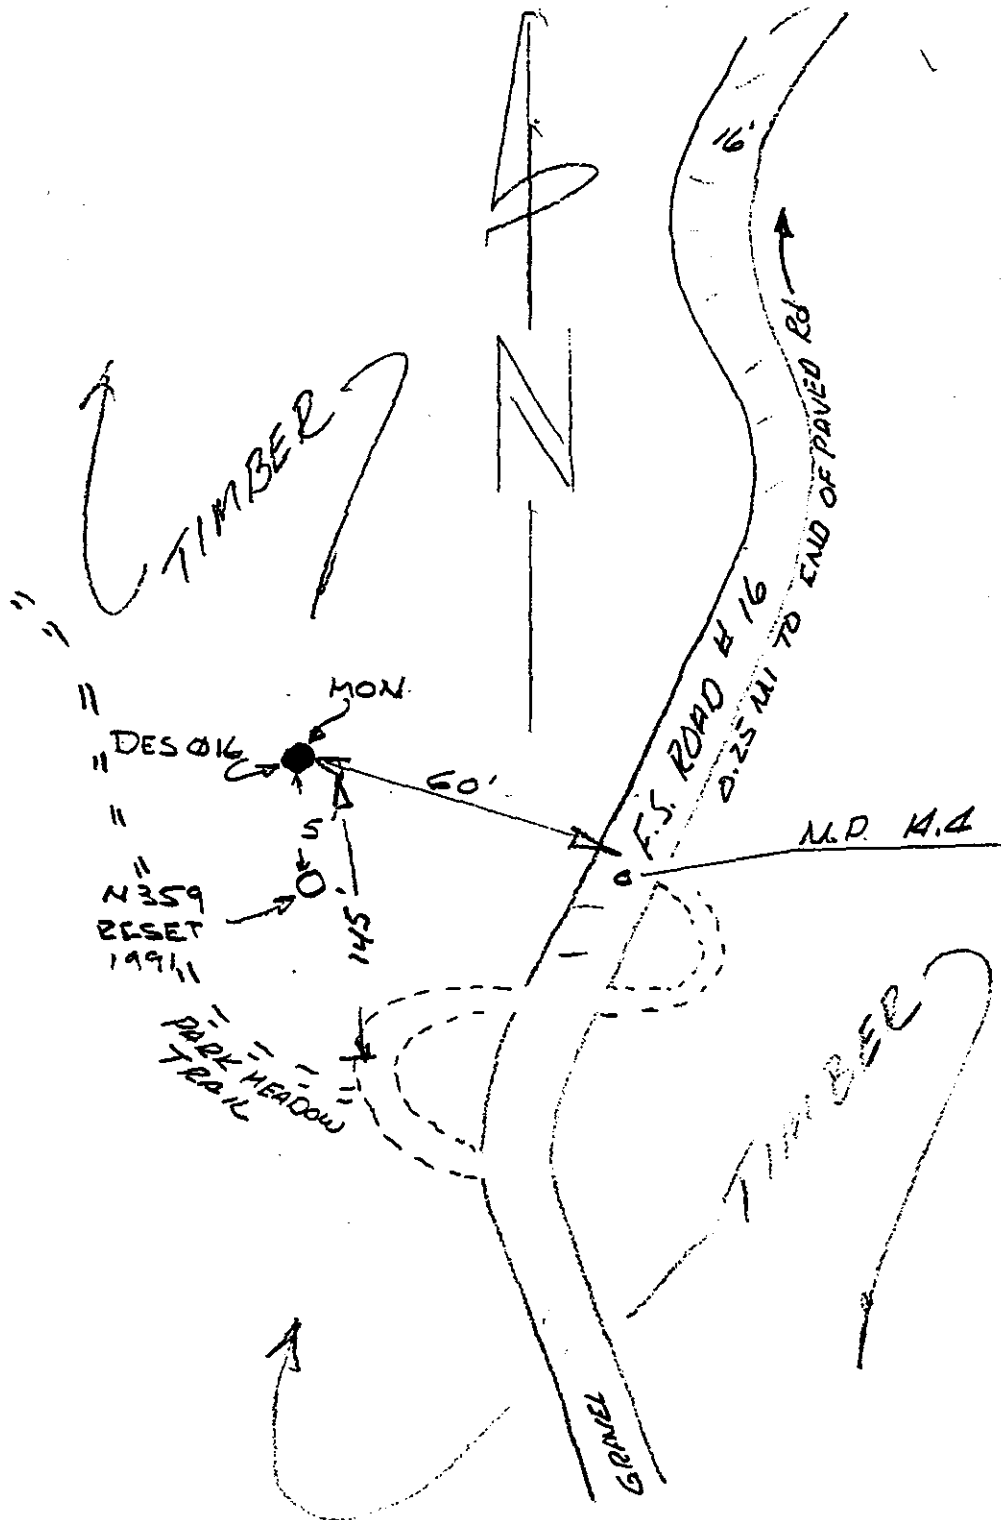 16'
N
TIMBER
0.25 MI TO END OF PAVED Rd
F.S. ROAD # 16
MON.
DES Ø16
60'
5'
145'
M.P. 14.4
N359
RESET
1991
PARK MEADOW
TRAIL
TIMBER
GRAVEL